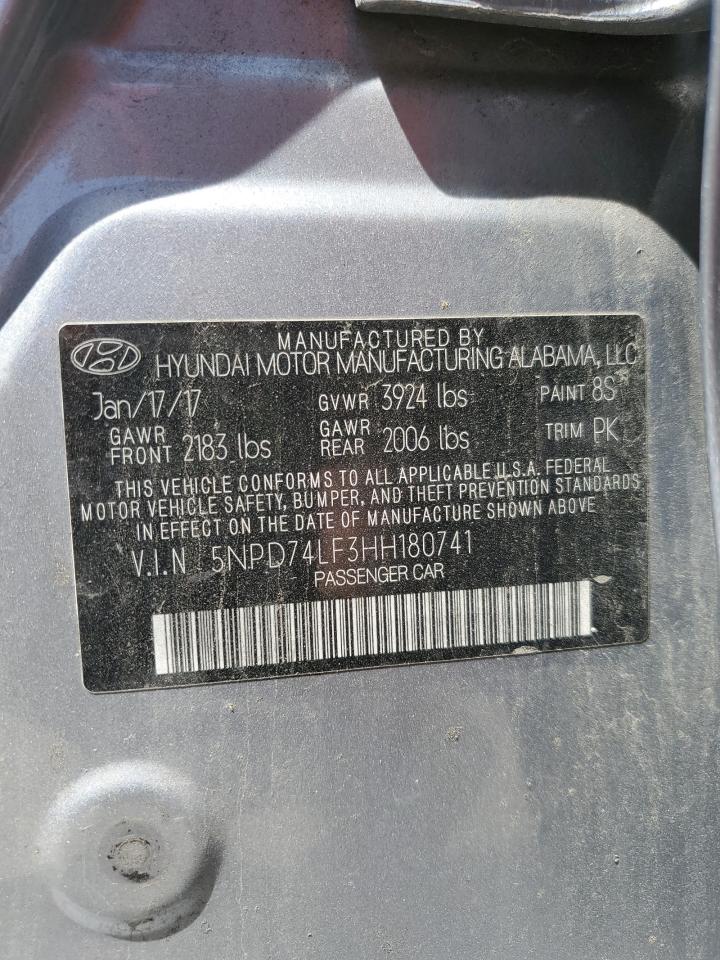 MANUFACTURED BY
HYUNDAI MOTOR MANUFACTURING ALABAMA, LLC
Jan/17/17 GVWR 3924 lbs PAINT 8S
GAWR FRONT 2183 lbs GAWR REAR 2006 lbs TRIM PK
THIS VEHICLE CONFORMS TO ALL APPLICABLE U.S.A. FEDERAL
MOTOR VEHICLE SAFETY, BUMPER, AND THEFT PREVENTION STANDARDS
IN EFFECT ON THE DATE OF MANUFACTURE SHOWN ABOVE
V.I.N 5NPD74LF3HH180741
PASSENGER CAR